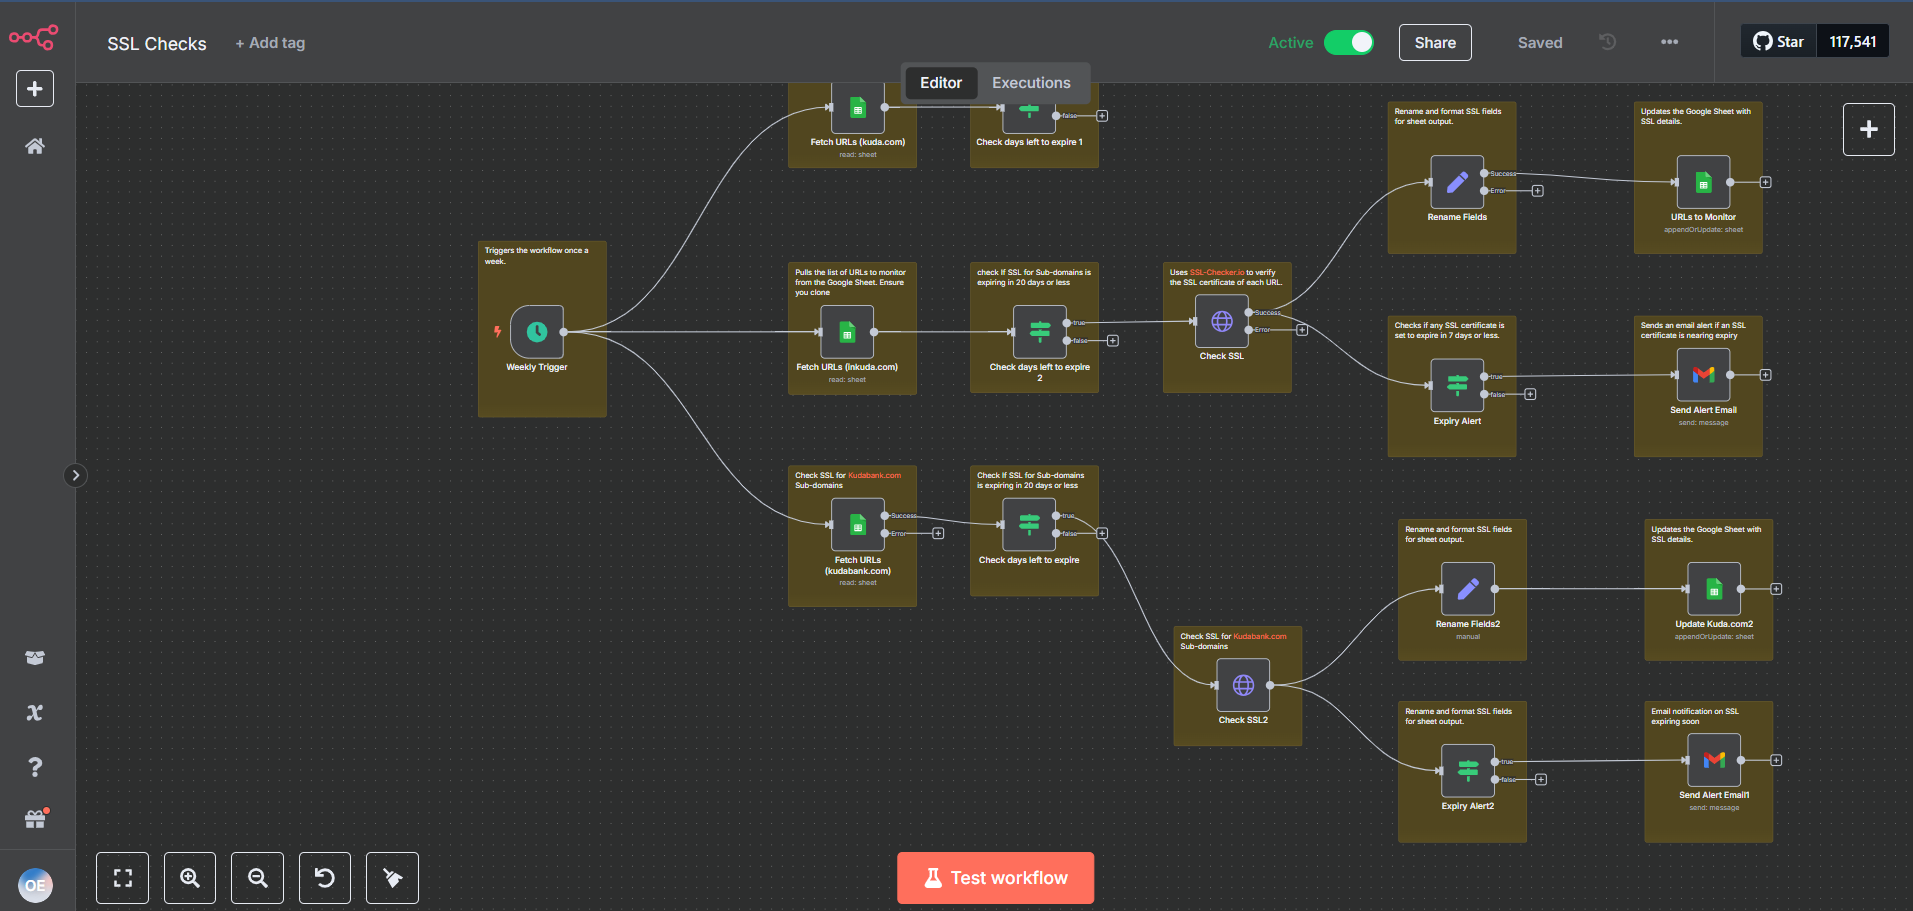 SSL Checks
+ Add tag
Active
Share
Saved
Star
117,541
Editor
Executions
Fetch URLs (kuda.com)
read: sheet
false
Check days left to expire 1
Rename and format SSL fields
for sheet output.
Success
Error
Rename Fields
Updates the Google Sheet with
SSL details.
URLs to Monitor
appendOrUpdate: sheet
Triggers the workflow once a
week.
Weekly Trigger
Pulls the list of URLs to monitor
from the Google Sheet. Ensure
you clone
Fetch URLs (inkuda.com)
read: sheet
check If SSL for Sub-domains is
expiring in 20 days or less
true
false
Check days left to expire
2
Uses SSL-Checker.io to verify
the SSL certificate of each URL.
Success
Error
Check SSL
Checks if any SSL certificate is
set to expire in 7 days or less.
true
false
Expiry Alert
Sends an email alert if an SSL
certificate is nearing expiry
Send Alert Email
send: message
Check SSL for Kudabank.com
Sub-domains
Success
Error
Fetch URLs
(kudabank.com)
read: sheet
Check If SSL for Sub-domains
is expiring in 20 days or less
true
false
Check days left to expire
Rename and format SSL fields
for sheet output.
Rename Fields2
manual
Updates the Google Sheet with
SSL details.
Update Kuda.com2
appendOrUpdate: sheet
Check SSL for Kudabank.com
Sub-domains
Check SSL2
Rename and format SSL fields
for sheet output.
true
false
Expiry Alert2
Email notification on SSL
expiring soon
Send Alert Email1
send: message
OE
Test workflow